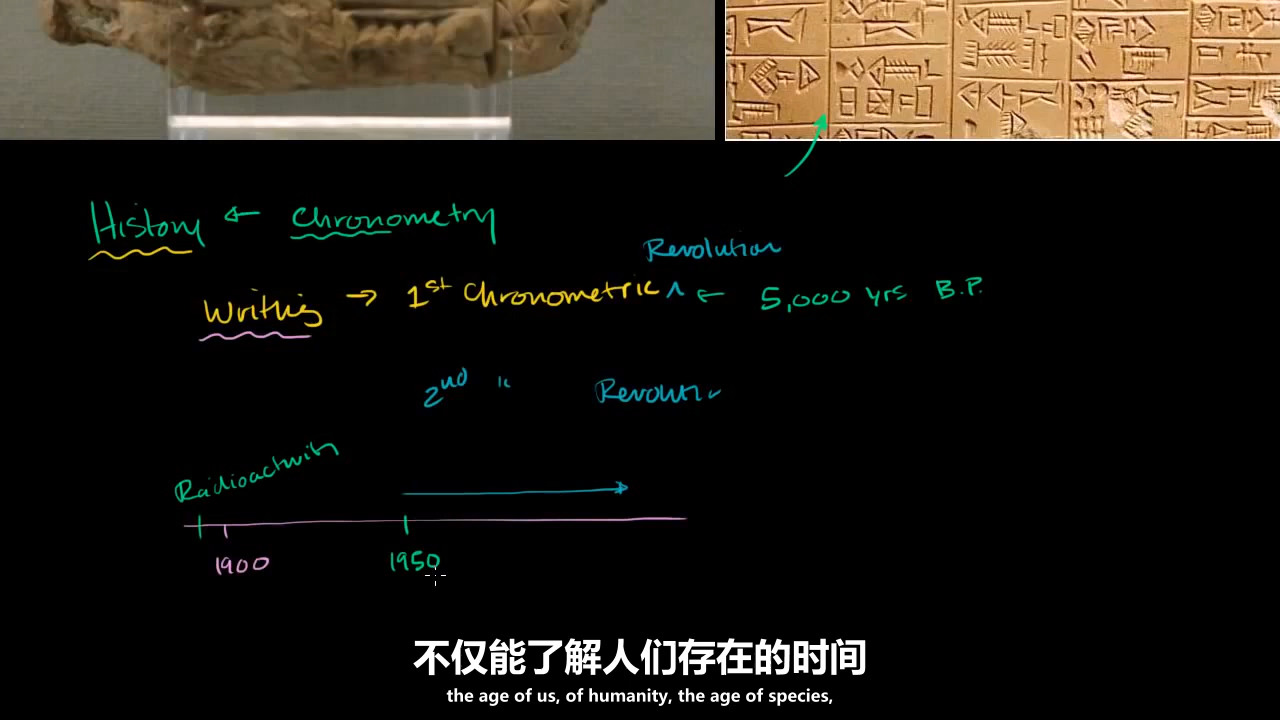 History ← Chronometry
Revolution
Writing → 1st Chronometric ^ ← 5,000 yrs B.P.
2nd " Revolution
Radioactivity
1900 1950
不仅能了解人们存在的时间
the age of us, of humanity, the age of species,